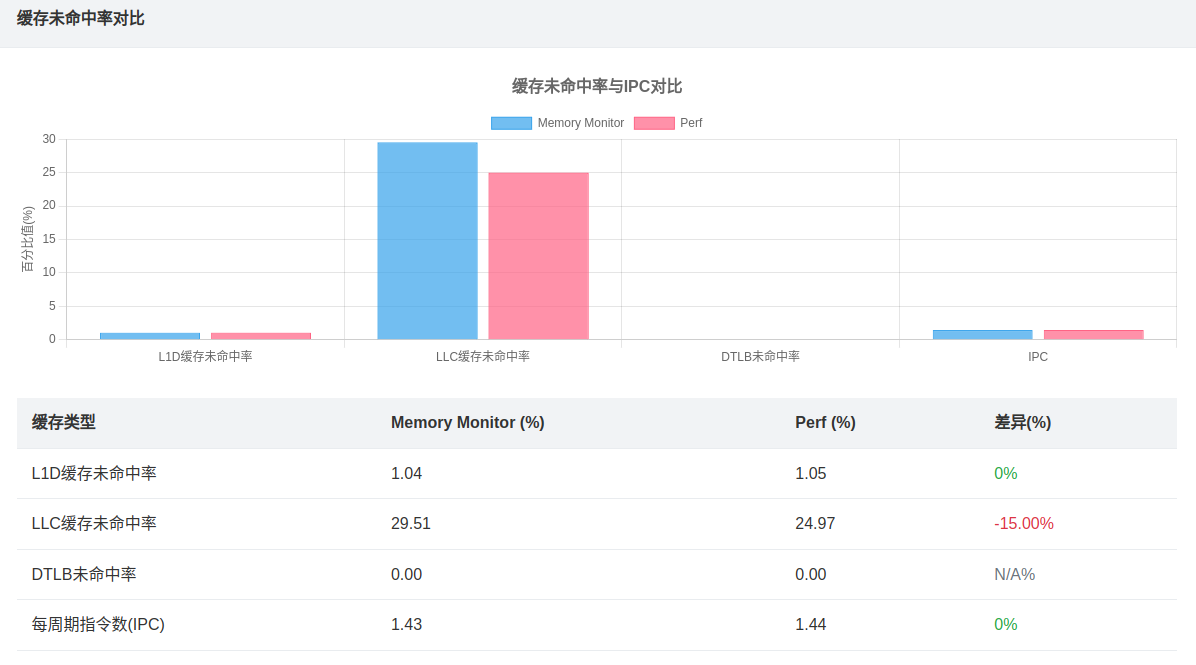 缓存未命中率对比
缓存未命中率与IPC对比
Memory Monitor Perf
百分比值(%)
30
25
20
15
10
5
0
L1D缓存未命中率 LLC缓存未命中率 DTLB未命中率 IPC
缓存类型 Memory Monitor (%) Perf (%) 差异(%)
L1D缓存未命中率 1.04 1.05 0%
LLC缓存未命中率 29.51 24.97 -15.00%
DTLB未命中率 0.00 0.00 N/A%
每周期指令数(IPC) 1.43 1.44 0%